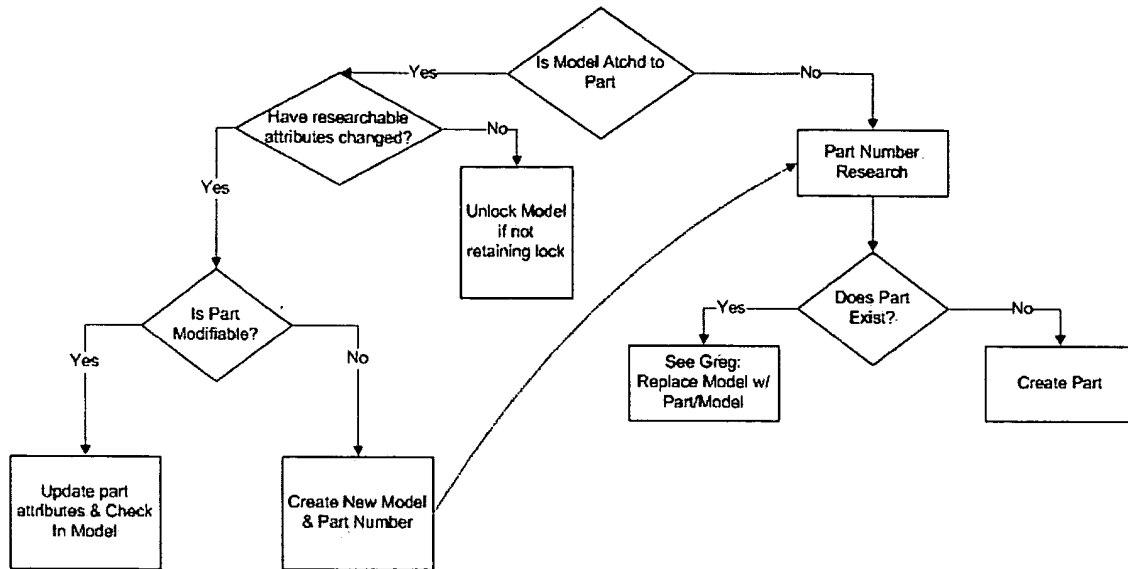 Is Model Atchd to
Part
Yes
No
Have researchable
attributes changed?
No
Yes
Part Number
Research
Unlock Model
if not
retaining lock
Is Part
Modifiable?
Does Part
Exist?
Yes
No
Yes
No
See Greg:
Replace Model w/
Part/Model
Create Part
Update part
attributes & Check
In Model
Create New Model
& Part Number